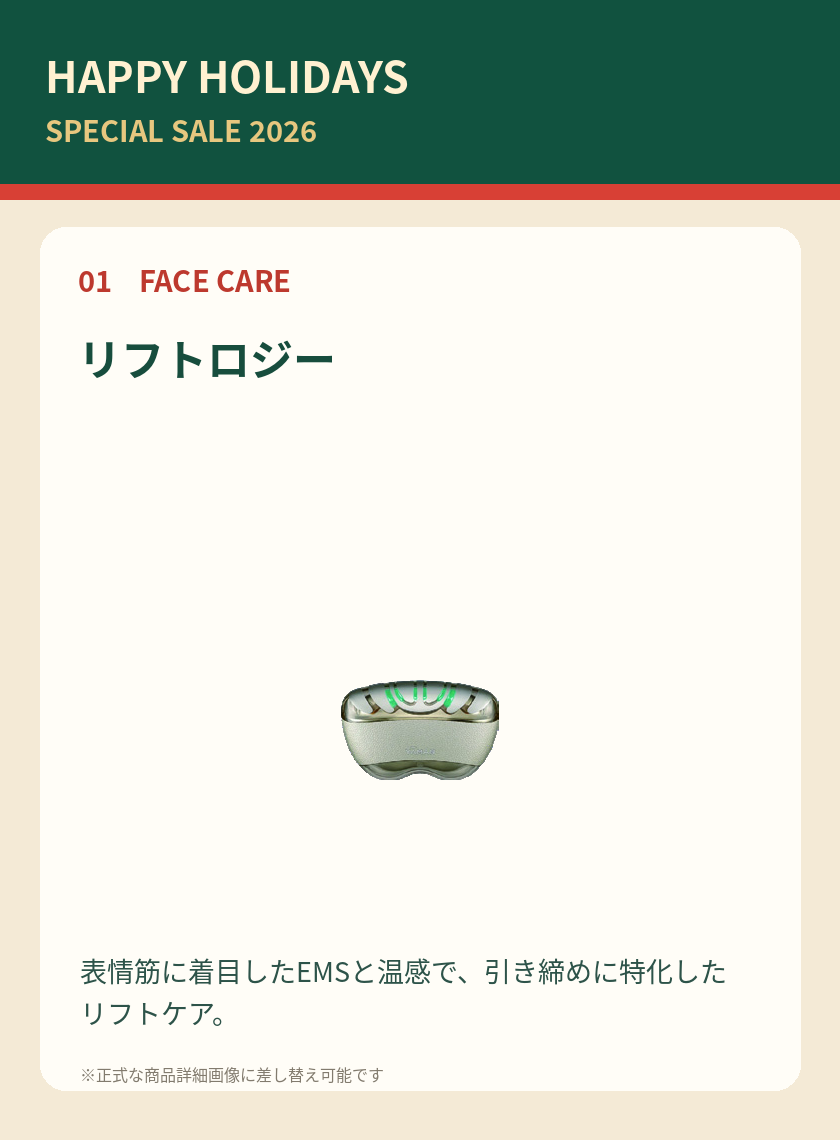 HAPPY HOLIDAYS
SPECIAL SALE 2026
01 FACE CARE
リフトロジー
表情筋に着目したEMSと温感で、引き締めに特化した
リフトケア。
※正式な商品詳細画像に差し替え可能です